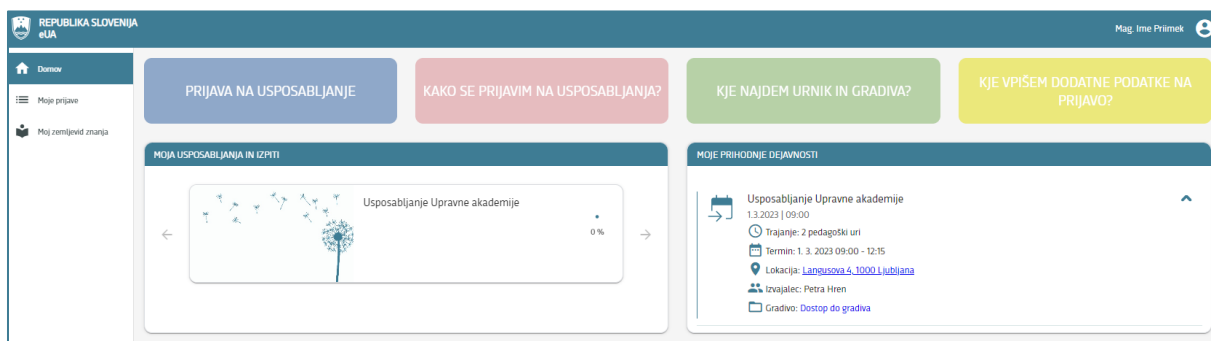 REPUBLIKA SLOVENIJA
eUA
Mag. Ime Priimek
Domov
Moje prijave
Moj zemljevid znanja
PRIJAVA NA USPOSABLJANJE
KAKO SE PRIJAVIM NA USPOSABLJANJA?
KJE NAJDEM URNIK IN GRADIVA?
KJE VPIŠEM DODATNE PODATKE NA
PRIJAVO?
MOJA USPOSABLJANJA IN IZPITI
Usposabljanje Upravne akademije
0 %
MOJE PRIHODNJE DEJAVNOSTI
Usposabljanje Upravne akademije
1.3.2023 | 09:00
Trajanje: 2 pedagoški uri
Termin: 1. 3. 2023 09:00 - 12:15
Lokacija: Langusova 4, 1000 Ljubljana
Izvajalec: Petra Hren
Gradivo: Dostop do gradiva